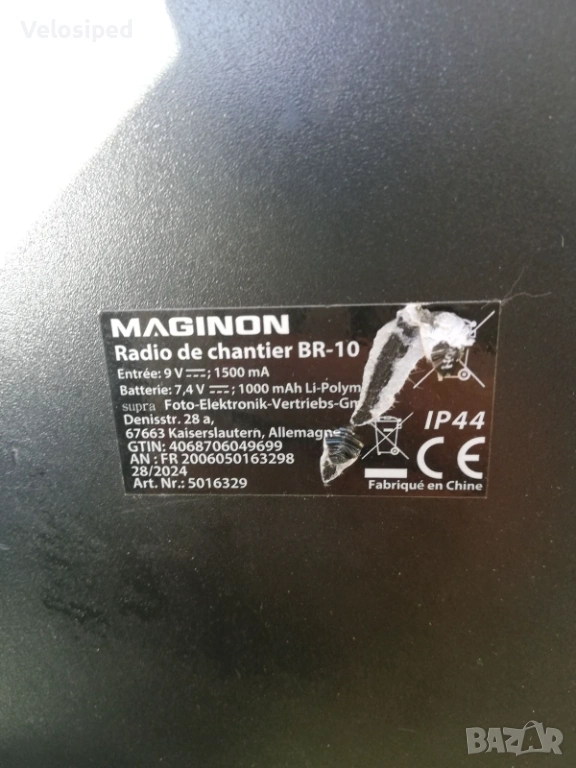 Velosiped
MAGINON
Radio de chantier BR-10
Entrée: 9 V ; 1500 mA
Batterie: 7,4 V ; 1000 mAh Li-Polym
supra Foto-Elektronik-Vertriebs-Gm
Denisstr. 28 a,
67663 Kaiserslautern, Allemagne
GTIN: 4068706049699
AN : FR 2006050163298
28/2024
Art. Nr.: 5016329
IP44
CE
Fabriqué en Chine
BAZAR